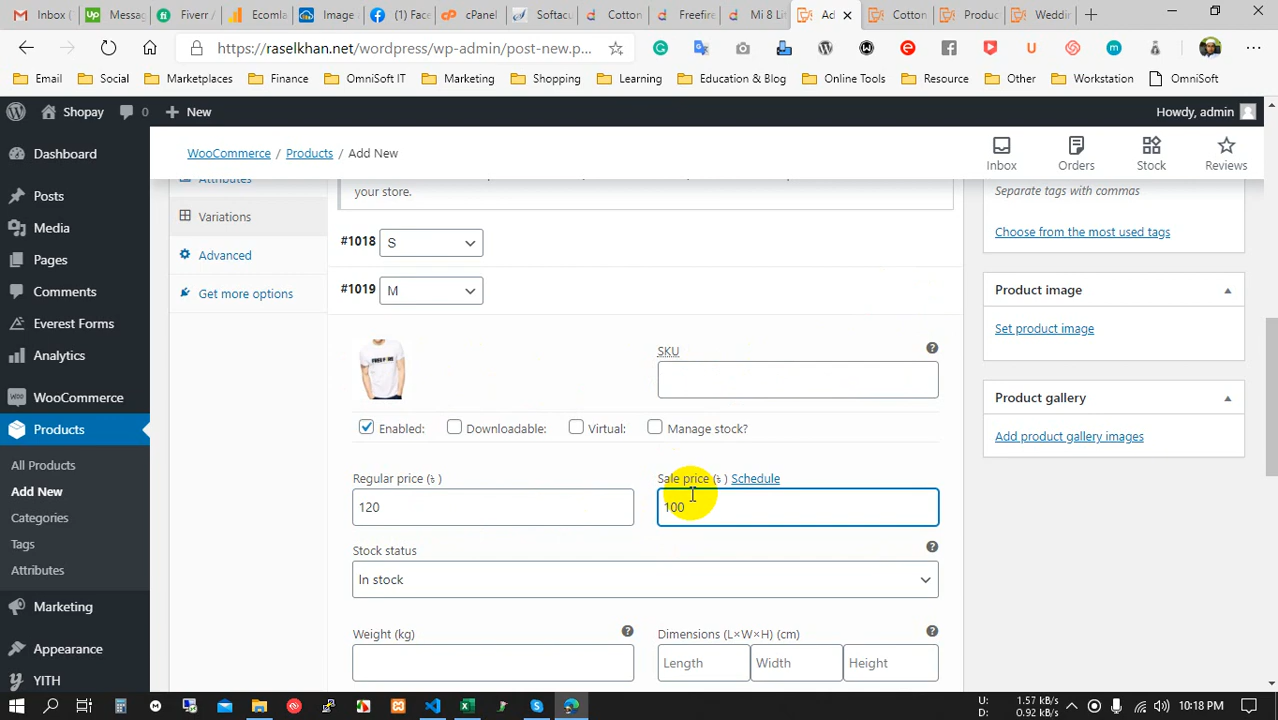 Messag
Fiverr /
Ecomla
Image
(1) Face
cPanel
Softacu
Cotton
Freefire
Mi 8 Li
Ad
Cotton
Produc
Weddin
https://raselkhan.net/wordpress/wp-admin/post-new.p...
Email
Social
Marketplaces
Finance
OmniSoft IT
Marketing
Shopping
Learning
Education & Blog
Online Tools
Resource
Other
Workstation
OmniSoft
Shopay
0
New
Howdy, admin
Dashboard
Posts
Media
Pages
Comments
Everest Forms
Analytics
WooCommerce
Products
All Products
Add New
Categories
Tags
Attributes
Marketing
Appearance
YITH
WooCommerce / Products / Add New
Inbox
Orders
Stock
Reviews
Attributes
Variations
Advanced
Get more options
your store.
#1018 S
#1019 M
SKU
Enabled:
Downloadable:
Virtual:
Manage stock?
Regular price (৳ )
Sale price (৳ ) Schedule
120
100
Stock status
In stock
Weight (kg)
Dimensions (L×W×H) (cm)
Length
Width
Height
Separate tags with commas
Choose from the most used tags
Product image
Set product image
Product gallery
Add product gallery images
U: 1.57 kB/s
D: 0.92 kB/s
10:18 PM